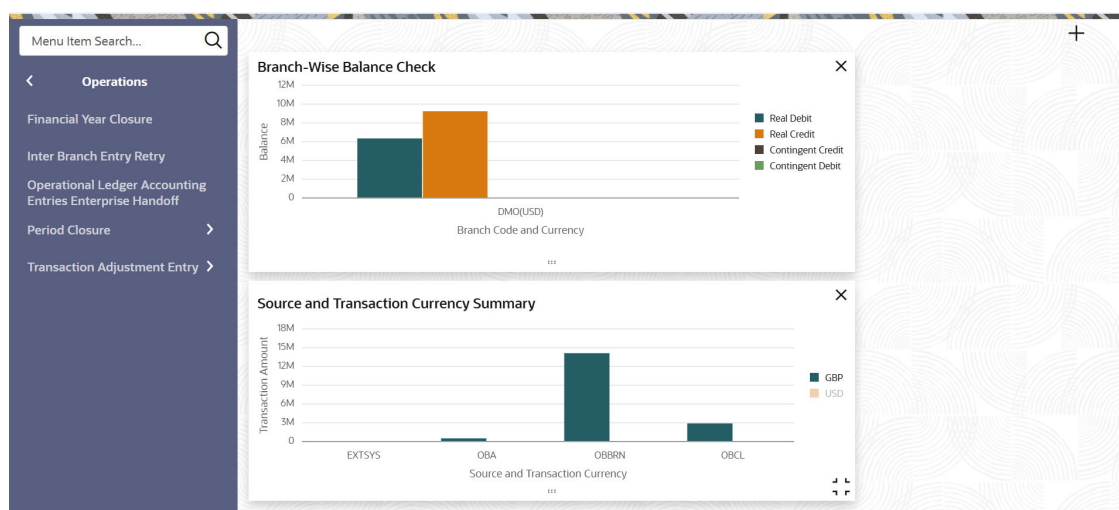 Menu Item Search...
Operations
Financial Year Closure
Inter Branch Entry Retry
Operational Ledger Accounting
Entries Enterprise Handoff
Period Closure
Transaction Adjustment Entry
Branch-Wise Balance Check
12M
10M
8M
6M
4M
2M
0
Balance
DMO(USD)
Branch Code and Currency
Real Debit
Real Credit
Contingent Credit
Contingent Debit
Source and Transaction Currency Summary
18M
15M
12M
9M
6M
3M
0
Transaction Amount
EXTSYS OBA OBBRN OBCL
Source and Transaction Currency
GBP
USD